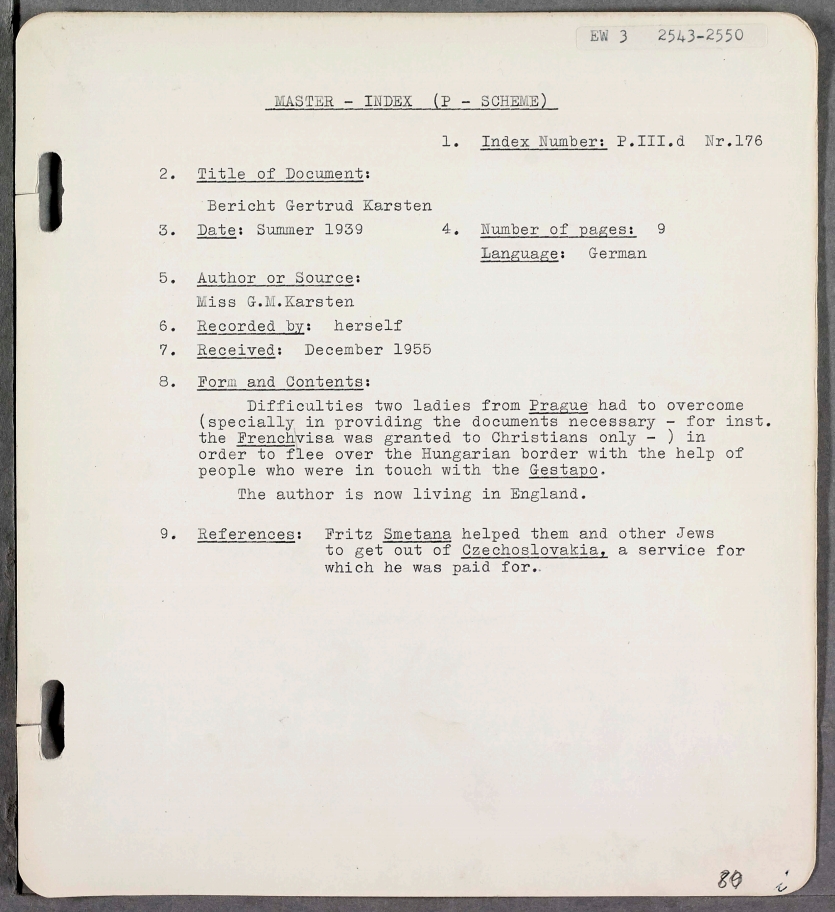 EW 3 2543-2550
MASTER - INDEX (P - SCHEME)
1. Index Number: P.III.d Nr.176
2. Title of Document:
Bericht Gertrud Karsten
3. Date: Summer 1939 4. Number of pages: 9
Language: German
5. Author or Source:
Miss G.M.Karsten
6. Recorded by: herself
7. Received: December 1955
8. Form and Contents:
Difficulties two ladies from Prague had to overcome
(specially in providing the documents necessary - for inst.
the Frenchvisa was granted to Christians only - ) in
order to flee over the Hungarian border with the help of
people who were in touch with the Gestapo.
The author is now living in England.
9. References: Fritz Smetana helped them and other Jews
to get out of Czechoslovakia, a service for
which he was paid for..
i